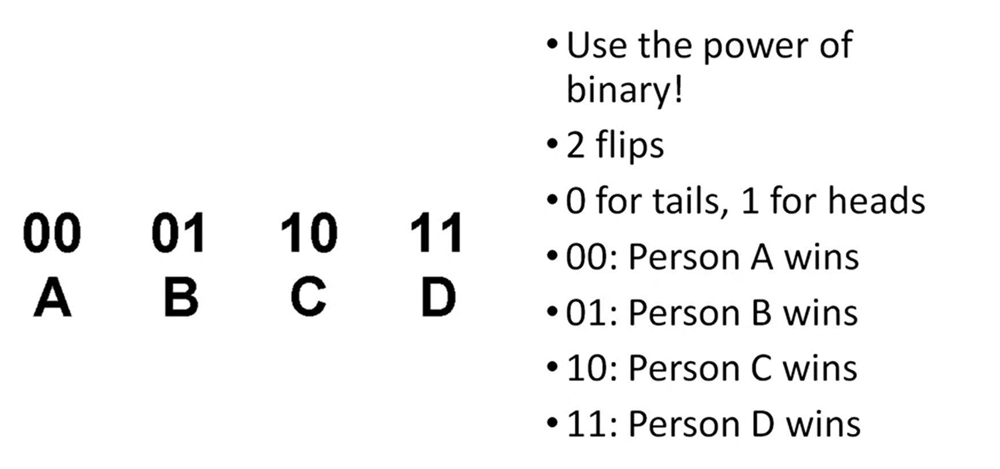 00 01 10 11
A B C D
• Use the power of
binary!
• 2 flips
• 0 for tails, 1 for heads
• 00: Person A wins
• 01: Person B wins
• 10: Person C wins
• 11: Person D wins